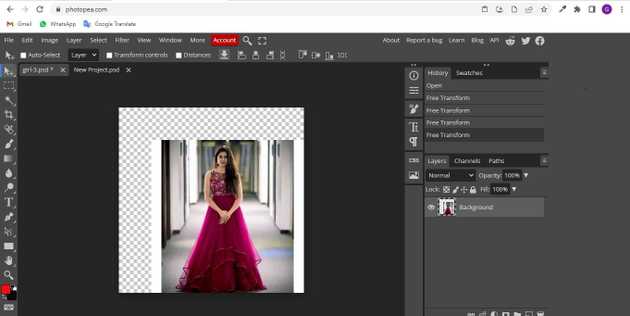 photopea.com
G
Gmail WhatsApp Google Translate
File Edit Image Layer Select Filter View Window More Account About Report a bug Learn Blog API
Auto-Select Layer Transform controls Distances
girl-3.psd * New Project.psd
History Swatches
Open
Free Transform
Free Transform
Free Transform
Free Transform
CSS
Layers Channels Paths
Normal Opacity: 100%
Lock: Fill: 100%
Background